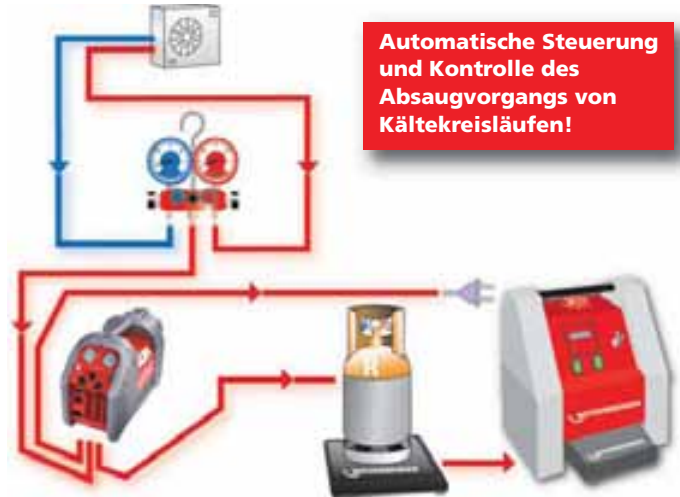 Automatische Steuerung
und Kontrolle des
Absaugvorgangs von
Kältekreisläufen!